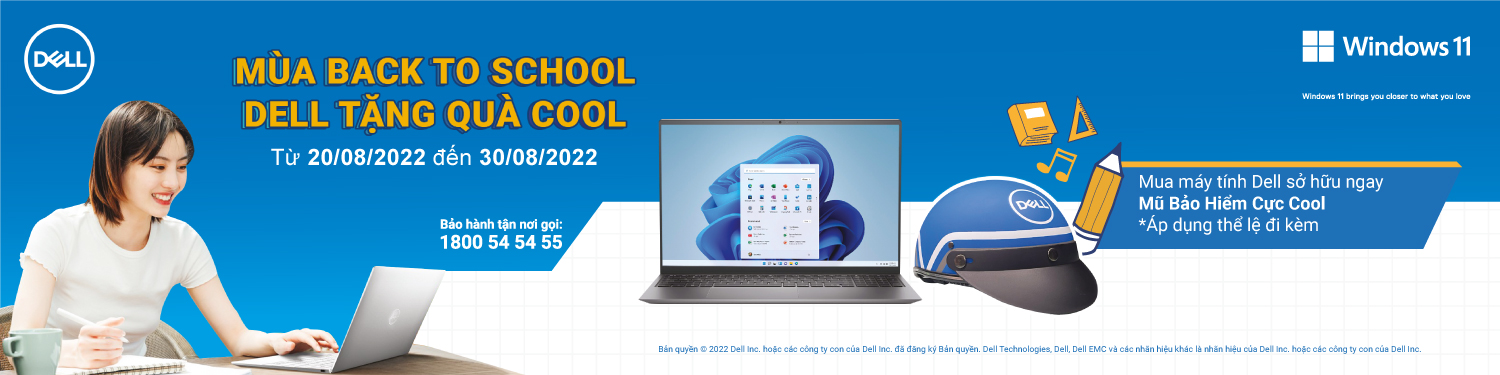 DELL
MÙA BACK TO SCHOOL
DELL TẶNG QUÀ COOL
Từ 20/08/2022 đến 30/08/2022
Bảo hành tận nơi gọi:
1800 54 54 55
Windows 11
Windows 11 brings you closer to what you love
DELL
Mua máy tính Dell sở hữu ngay
Mũ Bảo Hiểm Cực Cool
*Áp dụng thể lệ đi kèm
Bản quyền © 2022 Dell Inc. hoặc các công ty con của Dell Inc. đã đăng ký Bản quyền. Dell Technologies, Dell, Dell EMC và các nhãn hiệu khác là nhãn hiệu của Dell Inc. hoặc các công ty con của Dell Inc.